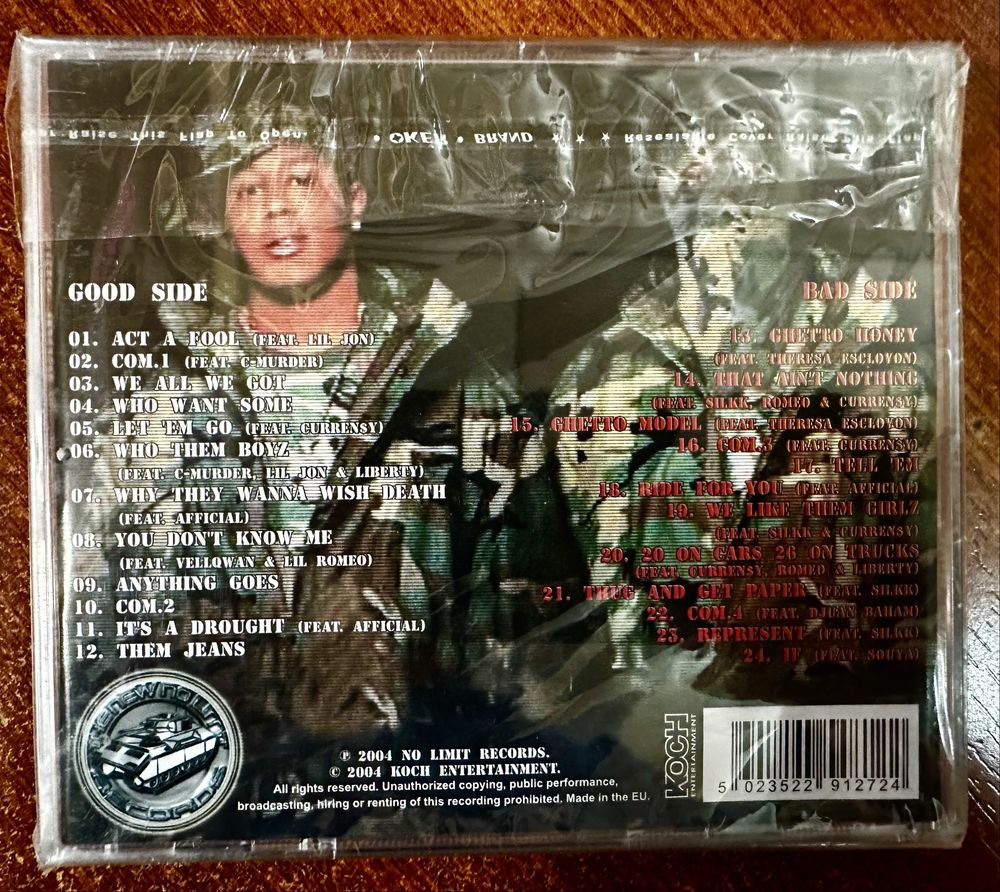 Raise This Flap To Open.
• OKER • BRAND ★ ★ ★ Resealable Cover Raise This Flap
GOOD SIDE
01. ACT A FOOL (FEAT. LIL JON)
02. COM.1 (FEAT. C-MURDER)
03. WE ALL WE GOT
04. WHO WANT SOME
05. LET 'EM GO (FEAT. CURRENSY)
06. WHO THEM BOYZ
(FEAT. C-MURDER, LIL JON & LIBERTY)
07. WHY THEY WANNA WISH DEATH
(FEAT. AFFICIAL)
08. YOU DON'T KNOW ME
(FEAT. VELLQWAN & LIL ROMEO)
09. ANYTHING GOES
10. COM.2
11. IT'S A DROUGHT (FEAT. AFFICIAL)
12. THEM JEANS
BAD SIDE
13. GHETTO HONEY
(FEAT. THERESA ESCLOVON)
14. THAT AIN'T NOTHING
(FEAT SILKK, ROMEO & CURRENSY)
15. GHETTO MODEL (FEAT. THERESA ESCLOVON)
16. COM.3 (FEAT. CURRENSY)
17. TELL 'EM
18. RIDE FOR YOU (FEAT. AFFICIAL)
19. WE LIKE THEM GIRLZ
(FEAT. SILKK & CURRENSY)
20. 20 ON CARS 26 ON TRUCKS
(FEAT. CURRENSY, ROMEO & LIBERTY)
21. THUG AND GET PAPER (FEAT. SILKK)
22. COM.4 (FEAT. DJUAN BAHAM)
23. REPRESENT (FEAT. SILKK)
24. IF (FEAT. SOUYA)
THE NEW NO LIMIT
RECORDS
℗ 2004 NO LIMIT RECORDS.
© 2004 KOCH ENTERTAINMENT.
All rights reserved. Unauthorized copying, public performance,
broadcasting, hiring or renting of this recording prohibited. Made in the EU.
KOCH
ENTERTAINMENT
5 023522 912724